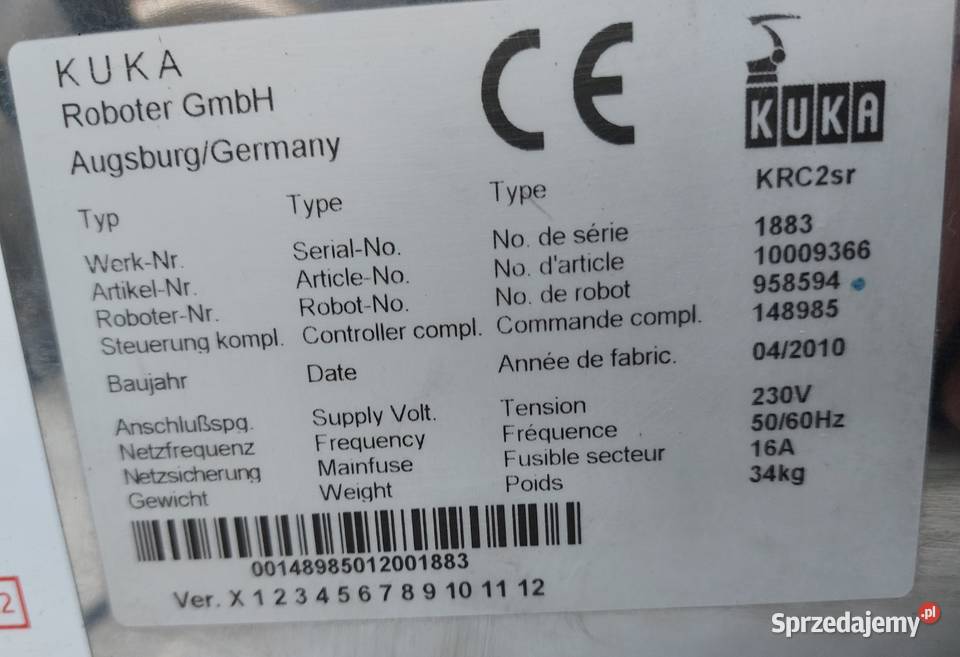 KUKA
Roboter GmbH
Augsburg/Germany
CE
KUKA
Typ Type Type KRC2sr
Werk-Nr. Serial-No. No. de série 1883
Artikel-Nr. Article-No. No. d'article 10009366
Roboter-Nr. Robot-No. No. de robot 958594
Steuerung kompl. Controller compl. Commande compl. 148985
Baujahr Date Année de fabric. 04/2010
Anschlußspg. Supply Volt. Tension 230V
Netzfrequenz Frequency Fréquence 50/60Hz
Netzsicherung Mainfuse Fusible secteur 16A
Gewicht Weight Poids 34kg
00148985012001883
Ver. X 1 2 3 4 5 6 7 8 9 10 11 12
2
Sprzedajemy.pl